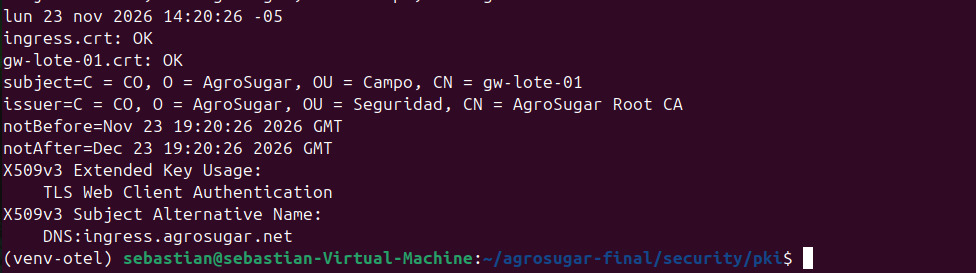 lun 23 nov 2026 14:20:26 -05
ingress.crt: OK
gw-lote-01.crt: OK
subject=C = CO, O = AgroSugar, OU = Campo, CN = gw-lote-01
issuer=C = CO, O = AgroSugar, OU = Seguridad, CN = AgroSugar Root CA
notBefore=Nov 23 19:20:26 2026 GMT
notAfter=Dec 23 19:20:26 2026 GMT
X509v3 Extended Key Usage:
    TLS Web Client Authentication
X509v3 Subject Alternative Name:
    DNS:ingress.agrosugar.net
(venv-otel) sebastian@sebastian-Virtual-Machine:~/agrosugar-final/security/pki$